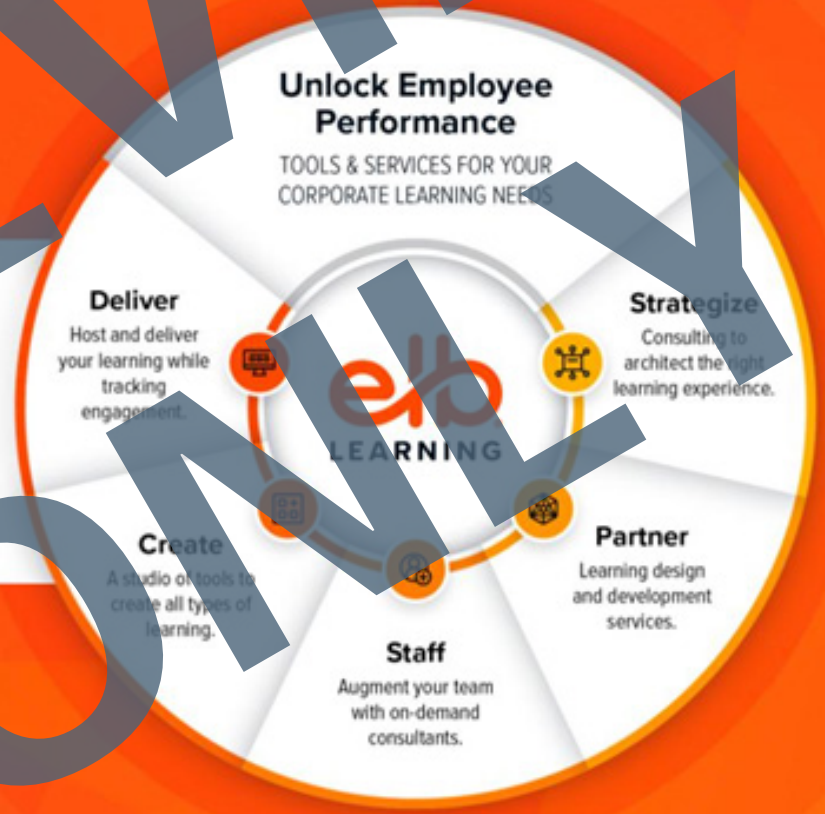 Unlock Employee
Performance
TOOLS & SERVICES FOR YOUR
CORPORATE LEARNING NEEDS
Deliver
Host and deliver
your learning while
tracking
engagement.
Strategize
Consulting to
architect the right
learning experience.
elb
LEARNING
Create
A studio of tools to
create all types of
learning.
Partner
Learning design
and development
services.
Staff
Augment your team
with on-demand
consultants.
ONLY